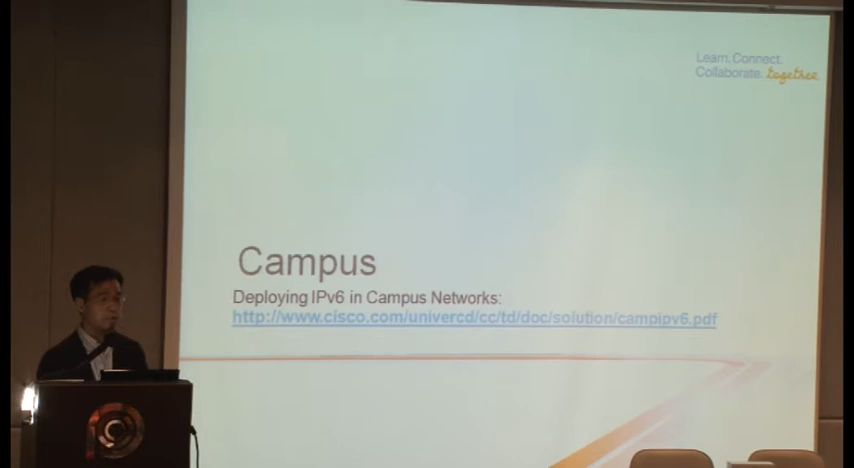 Learn.Connect.
Collaborate. together
Campus
Deploying IPv6 in Campus Networks:
http://www.cisco.com/univercd/cc/td/doc/solution/campipv6.pdf